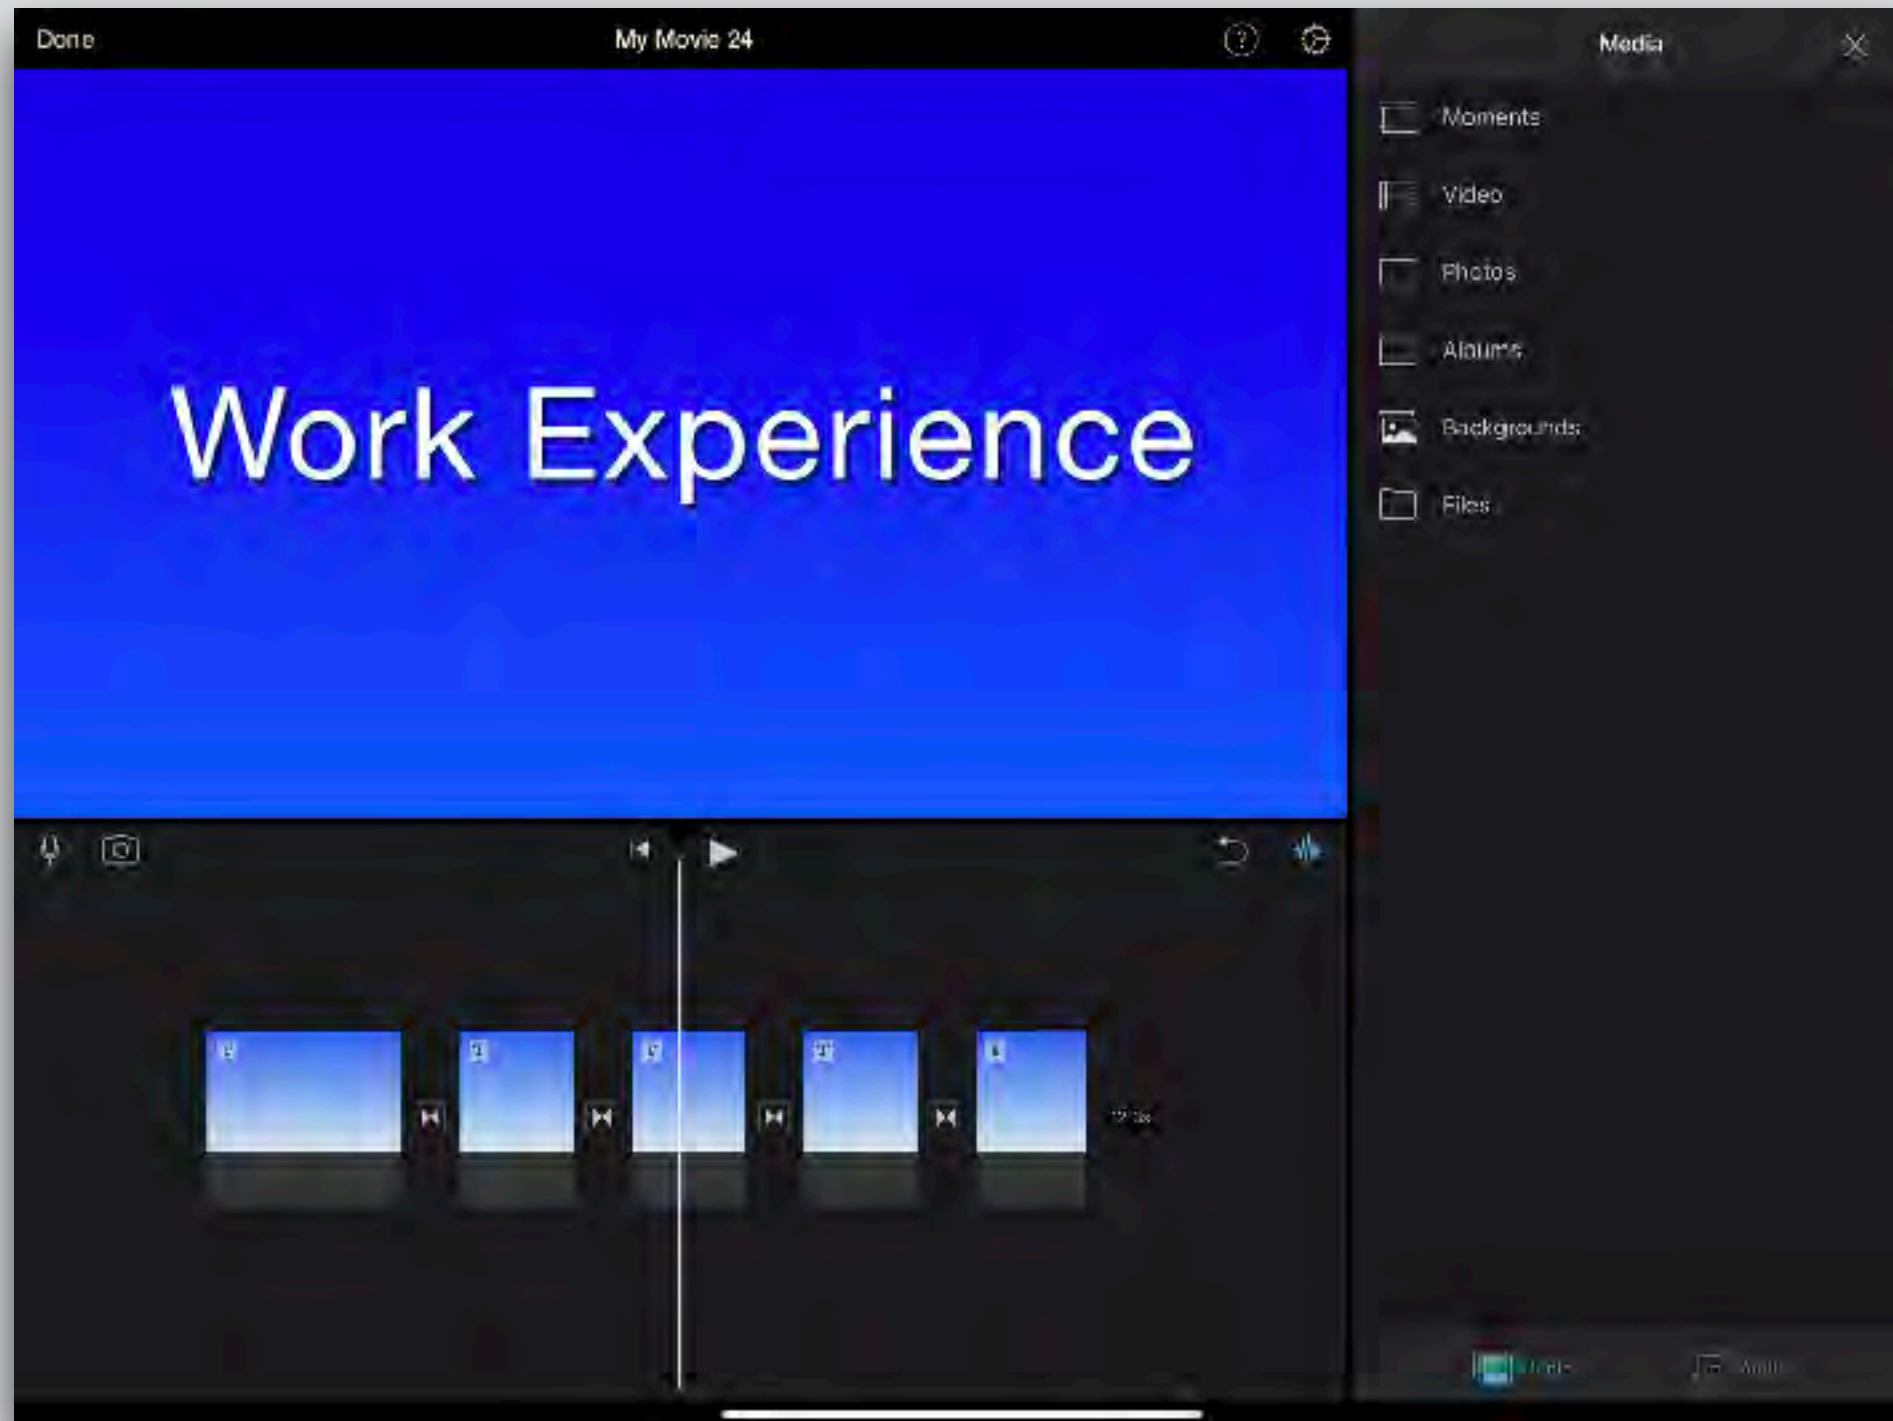 Done
My Movie 24
Media
Moments
Video
Photos
Albums
Backgrounds
Files
Work Experience